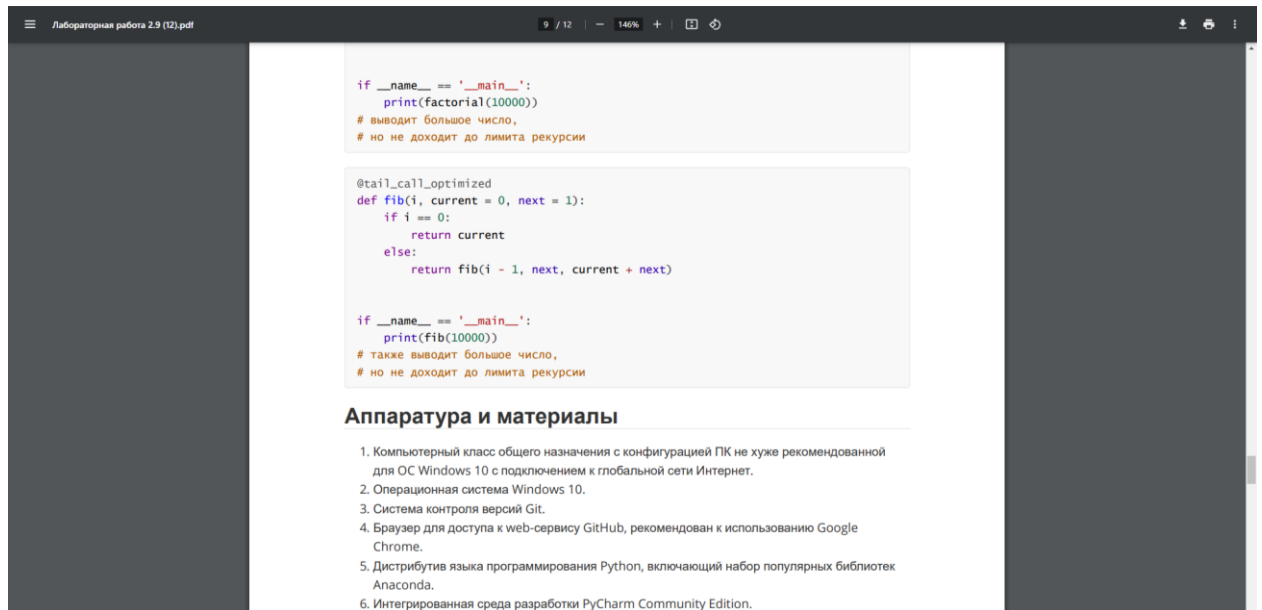 Лабораторная работа 2.9 (12).pdf
9 / 12 | − 146% + |
if __name__ == '__main__':
    print(factorial(10000))
# выводит большое число,
# но не доходит до лимита рекурсии
@tail_call_optimized
def fib(i, current = 0, next = 1):
    if i == 0:
        return current
    else:
        return fib(i - 1, next, current + next)
if __name__ == '__main__':
    print(fib(10000))
# также выводит большое число,
# но не доходит до лимита рекурсии
Аппаратура и материалы
1. Компьютерный класс общего назначения с конфигурацией ПК не хуже рекомендованной
для ОС Windows 10 с подключением к глобальной сети Интернет.
2. Операционная система Windows 10.
3. Система контроля версий Git.
4. Браузер для доступа к web-сервису GitHub, рекомендован к использованию Google
Chrome.
5. Дистрибутив языка программирования Python, включающий набор популярных библиотек
Anaconda.
6. Интегрированная среда разработки PyCharm Community Edition.